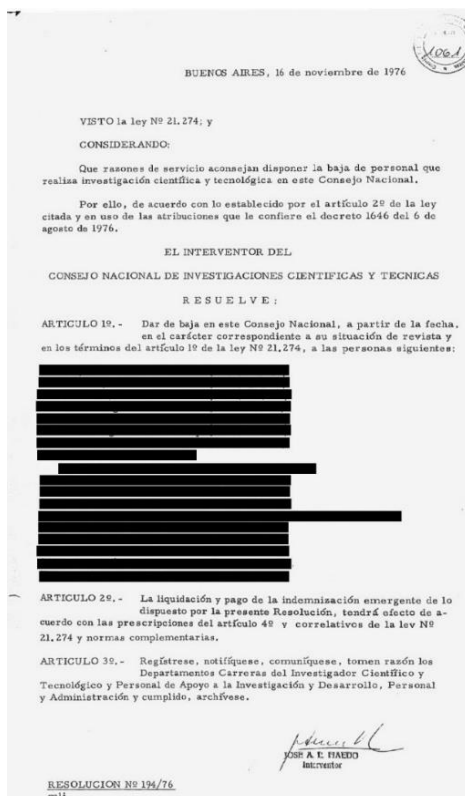 1061
BUENOS AIRES, 16 de noviembre de 1976
VISTO la ley Nº 21.274; y
CONSIDERANDO:
Que razones de servicio aconsejan disponer la baja de personal que
realiza investigación científica y tecnológica en este Consejo Nacional.
Por ello, de acuerdo con lo establecido por el artículo 2º de la ley
citada y en uso de las atribuciones que le confiere el decreto 1646 del 6 de
agosto de 1976.
EL INTERVENTOR DEL
CONSEJO NACIONAL DE INVESTIGACIONES CIENTIFICAS Y TECNICAS
R E S U E L V E :
ARTICULO 1º.- Dar de baja en este Consejo Nacional, a partir de la fecha,
en el carácter correspondiente a su situación de revista y
en los términos del artículo 1º de la ley Nº 21.274, a las personas siguientes:
ARTICULO 2º.- La liquidación y pago de la indemnización emergente de lo
dispuesto por la presente Resolución, tendrá efecto de a-
cuerdo con las prescripciones del artículo 4º y correlativos de la ley Nº
21.274 y normas complementarias.
ARTICULO 3º.- Regístrese, notifíquese, comuníquese, tomen razón los
Departamentos Carreras del Investigador Científico y
Tecnológico y Personal de Apoyo a la Investigación y Desarrollo, Personal
y Administración y cumplido, archívese.
JOSE A. E. HAEDO
Interventor
RESOLUCION Nº 194/76